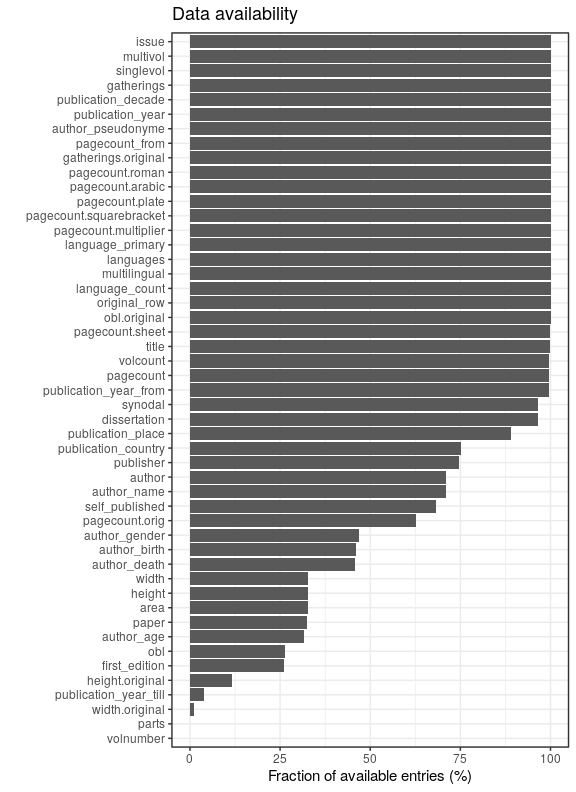 Data availability
issue
multivol
singlevol
gatherings
publication_decade
publication_year
author_pseudonyme
pagecount_from
gatherings.original
pagecount.roman
pagecount.arabic
pagecount.plate
pagecount.squarebracket
pagecount.multiplier
language_primary
languages
multilingual
language_count
original_row
obl.original
pagecount.sheet
title
volcount
pagecount
publication_year_from
synodal
dissertation
publication_place
publication_country
publisher
author
author_name
self_published
pagecount.orig
author_gender
author_birth
author_death
width
height
area
paper
author_age
obl
first_edition
height.original
publication_year_till
width.original
parts
volnumber
0 25 50 75 100
Fraction of available entries (%)